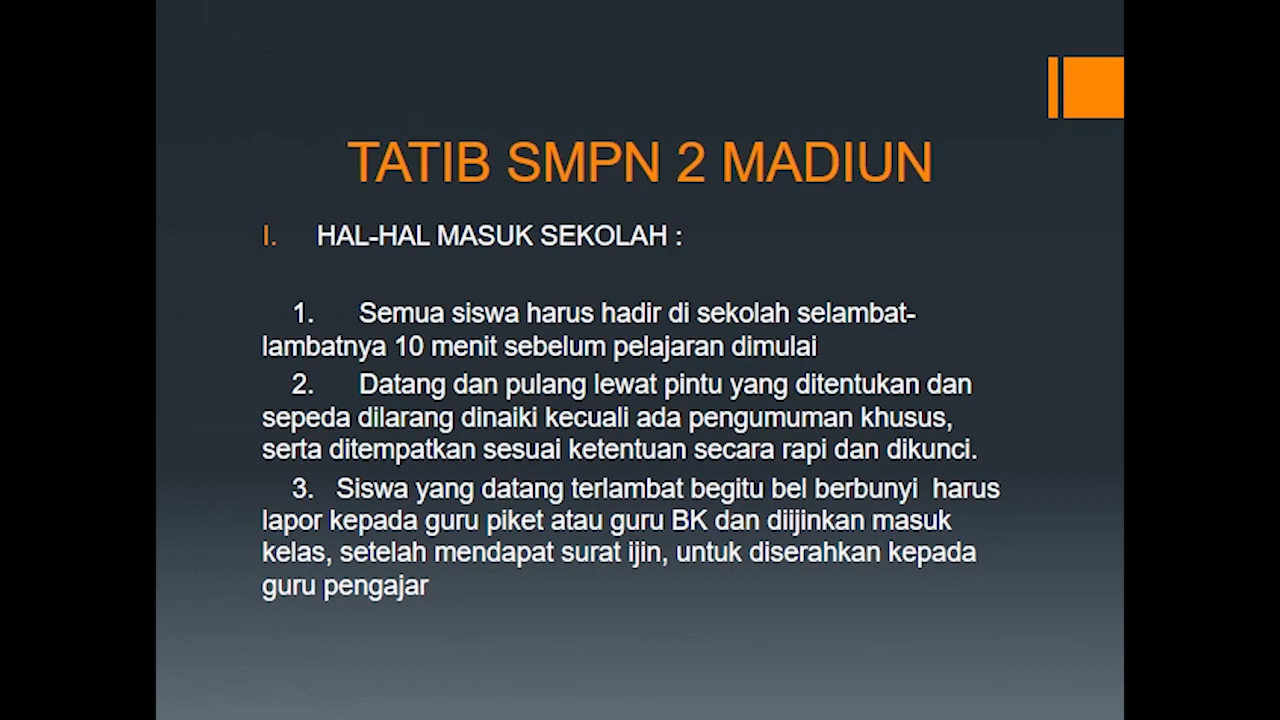 TATIB SMPN 2 MADIUN
I. HAL-HAL MASUK SEKOLAH :
1. Semua siswa harus hadir di sekolah selambat-
lambatnya 10 menit sebelum pelajaran dimulai
2. Datang dan pulang lewat pintu yang ditentukan dan
sepeda dilarang dinaiki kecuali ada pengumuman khusus,
serta ditempatkan sesuai ketentuan secara rapi dan dikunci.
3. Siswa yang datang terlambat begitu bel berbunyi harus
lapor kepada guru piket atau guru BK dan diijinkan masuk
kelas, setelah mendapat surat ijin, untuk diserahkan kepada
guru pengajar